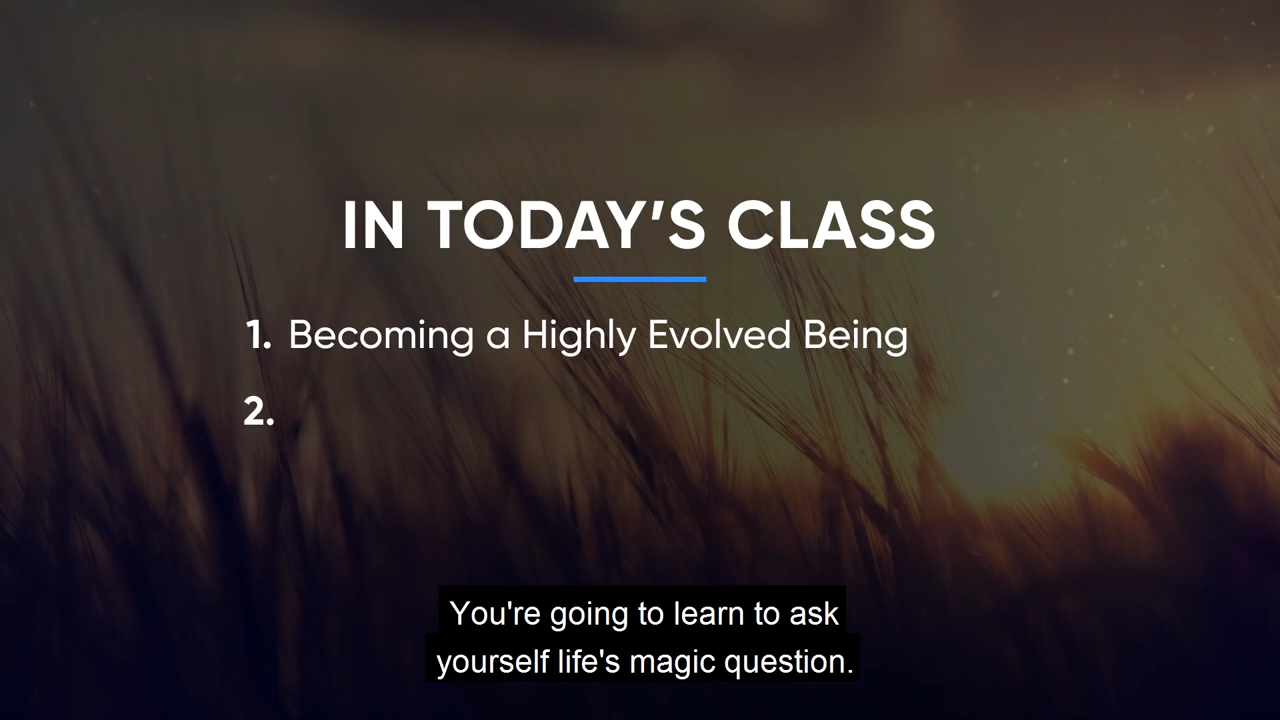 IN TODAY’S CLASS
1. Becoming a Highly Evolved Being
2.
You're going to learn to ask
yourself life's magic question.